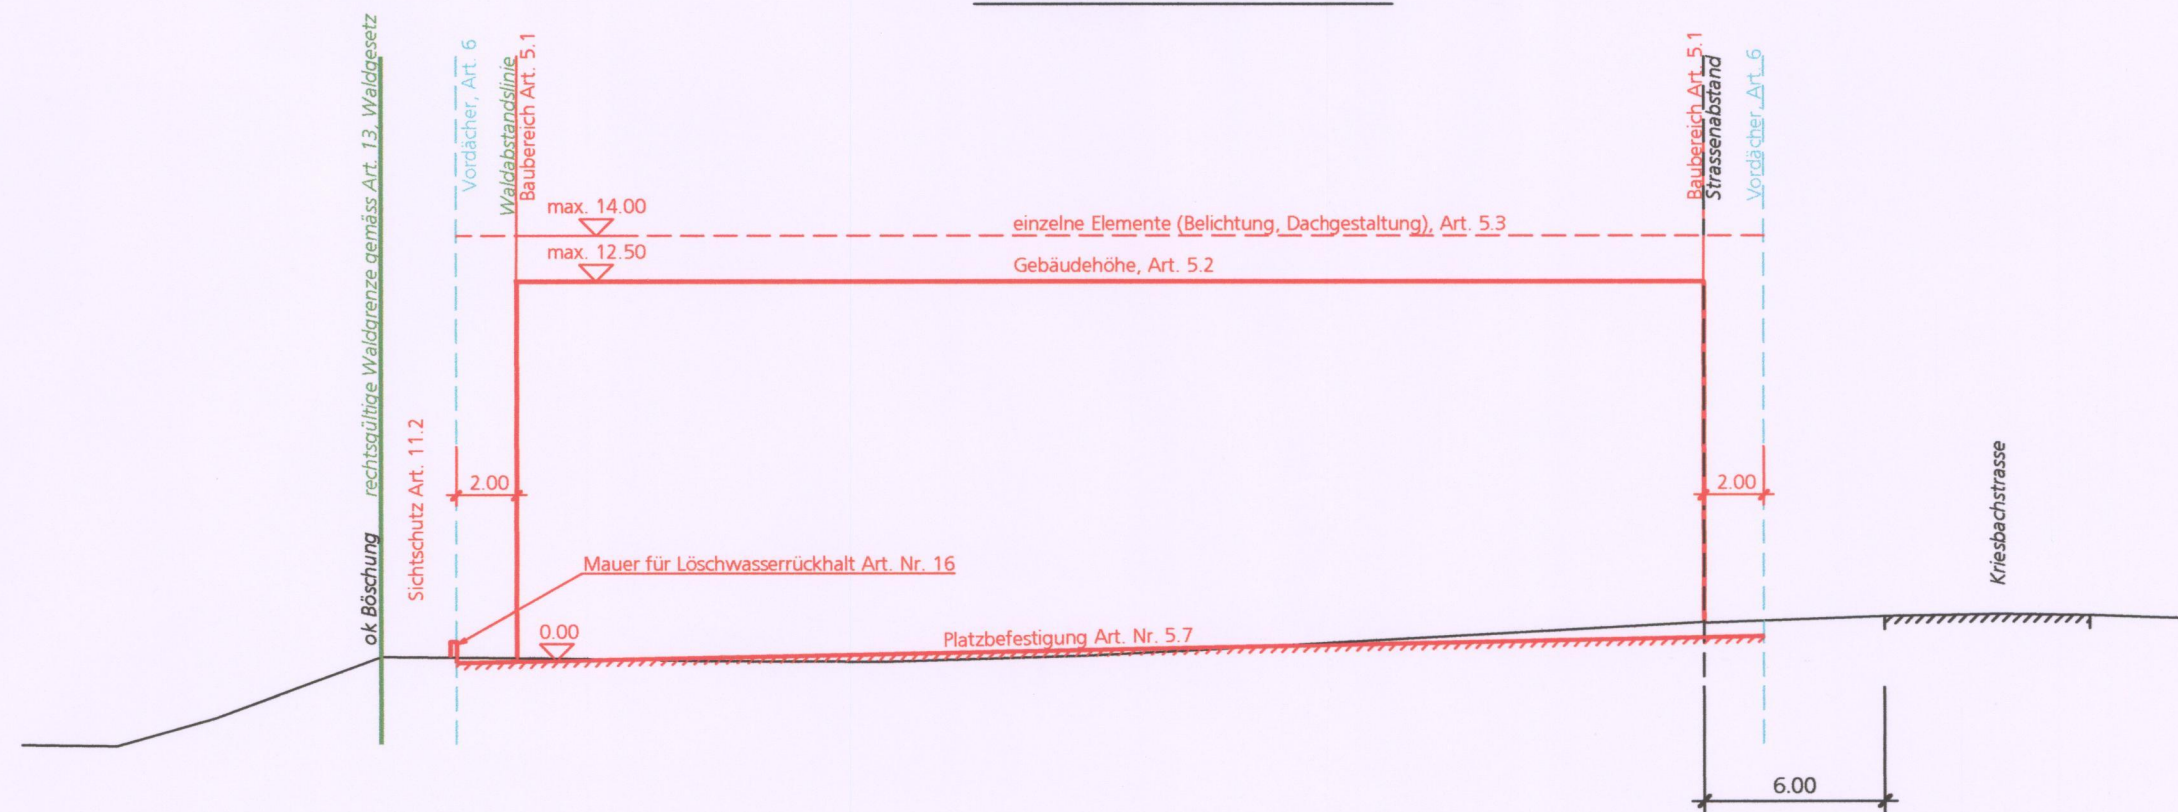 rechtsgültige Waldgrenze gemäss Art. 13, Waldgesetz
ok Böschung
Sichtschutz Art. 11.2
Vordächer, Art. 6
Waldabstandslinie
Baubereich Art. 5.1
max. 14.00
max. 12.50
einzelne Elemente (Belichtung, Dachgestaltung), Art. 5.3
Gebäudehöhe, Art. 5.2
Baubereich Art. 5.1
Strassenabstand
Vordächer, Art. 6
2.00
2.00
Mauer für Löschwasserrückhalt Art. Nr. 16
0.00
Platzbefestigung Art. Nr. 5.7
Kriesbachstrasse
6.00